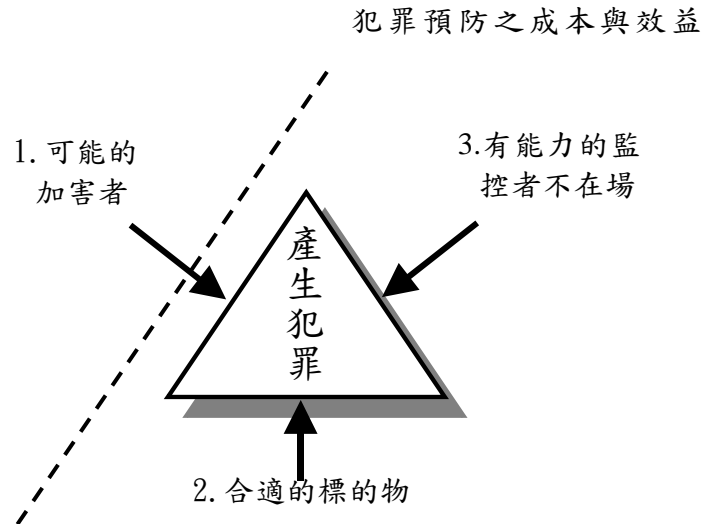 犯罪預防之成本與效益
1.可能的
加害者
3.有能力的監
控者不在場
產生犯罪
2.合適的標的物